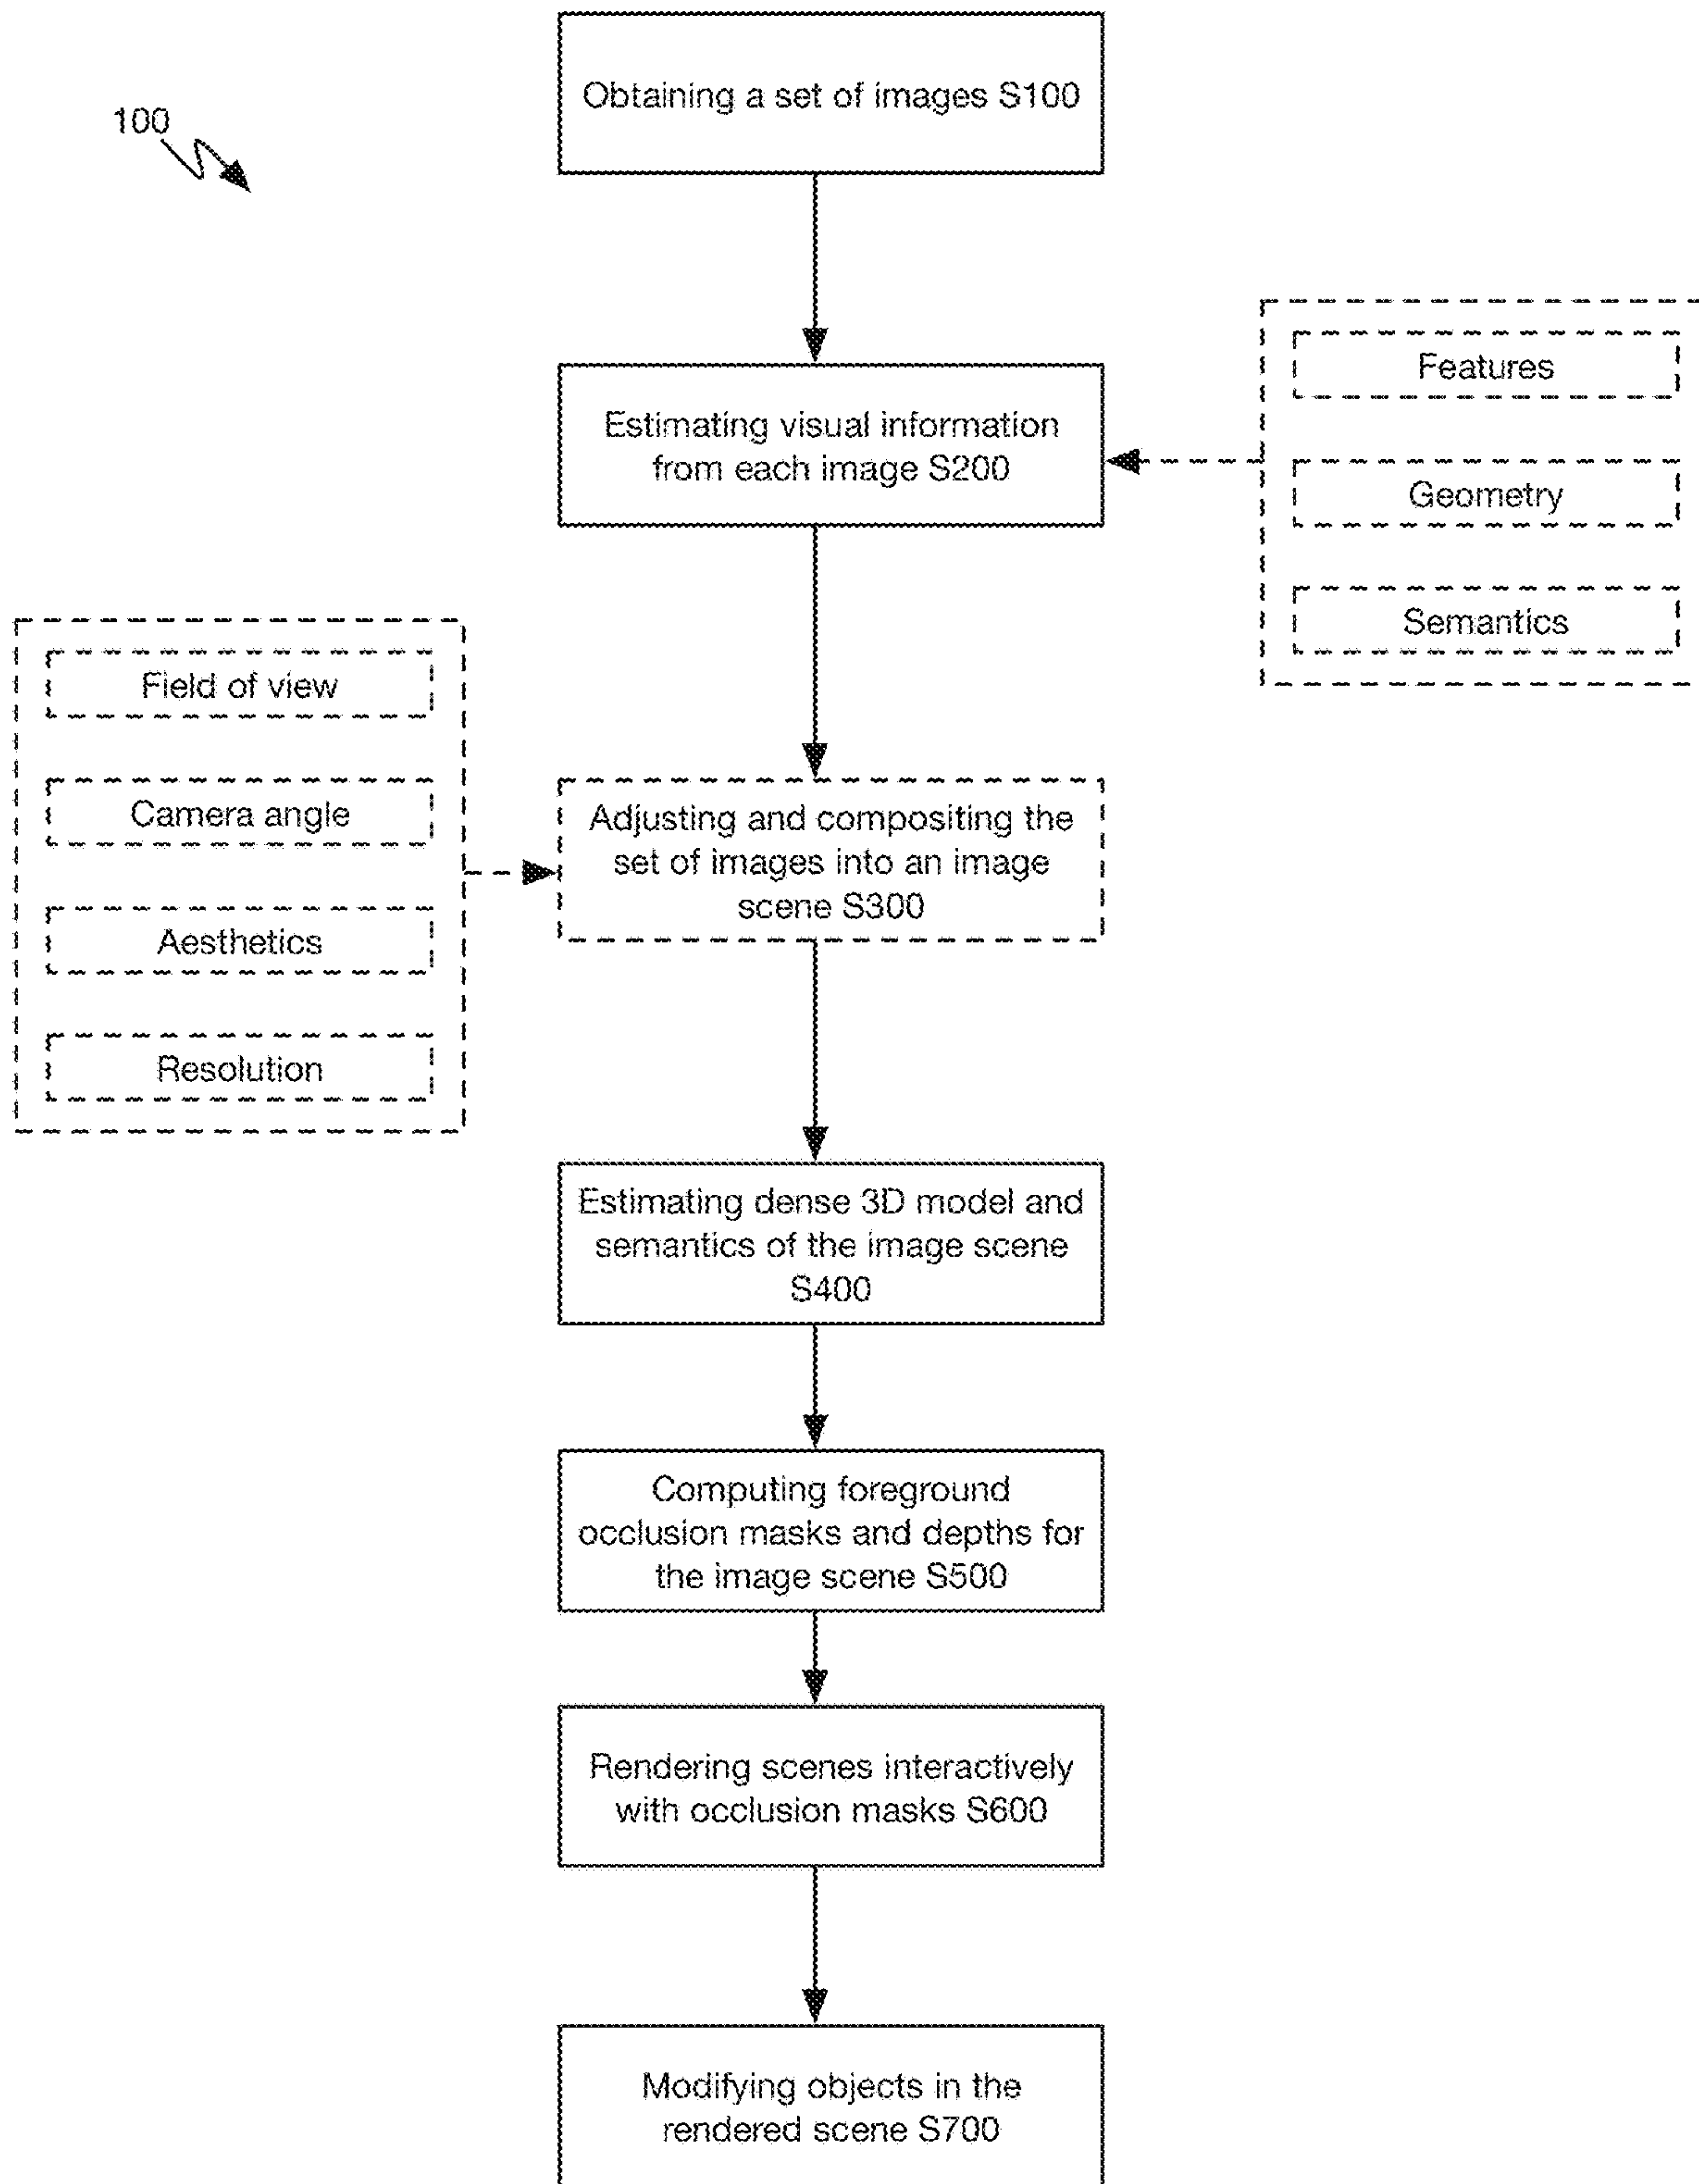 100
Obtaining a set of images S100
Estimating visual information
from each image S200
Features
Geometry
Semantics
Field of view
Camera angle
Aesthetics
Resolution
Adjusting and compositing the
set of images into an image
scene S300
Estimating dense 3D model and
semantics of the image scene
S400
Computing foreground
occlusion masks and depths for
the image scene S500
Rendering scenes interactively
with occlusion masks S600
Modifying objects in the
rendered scene S700